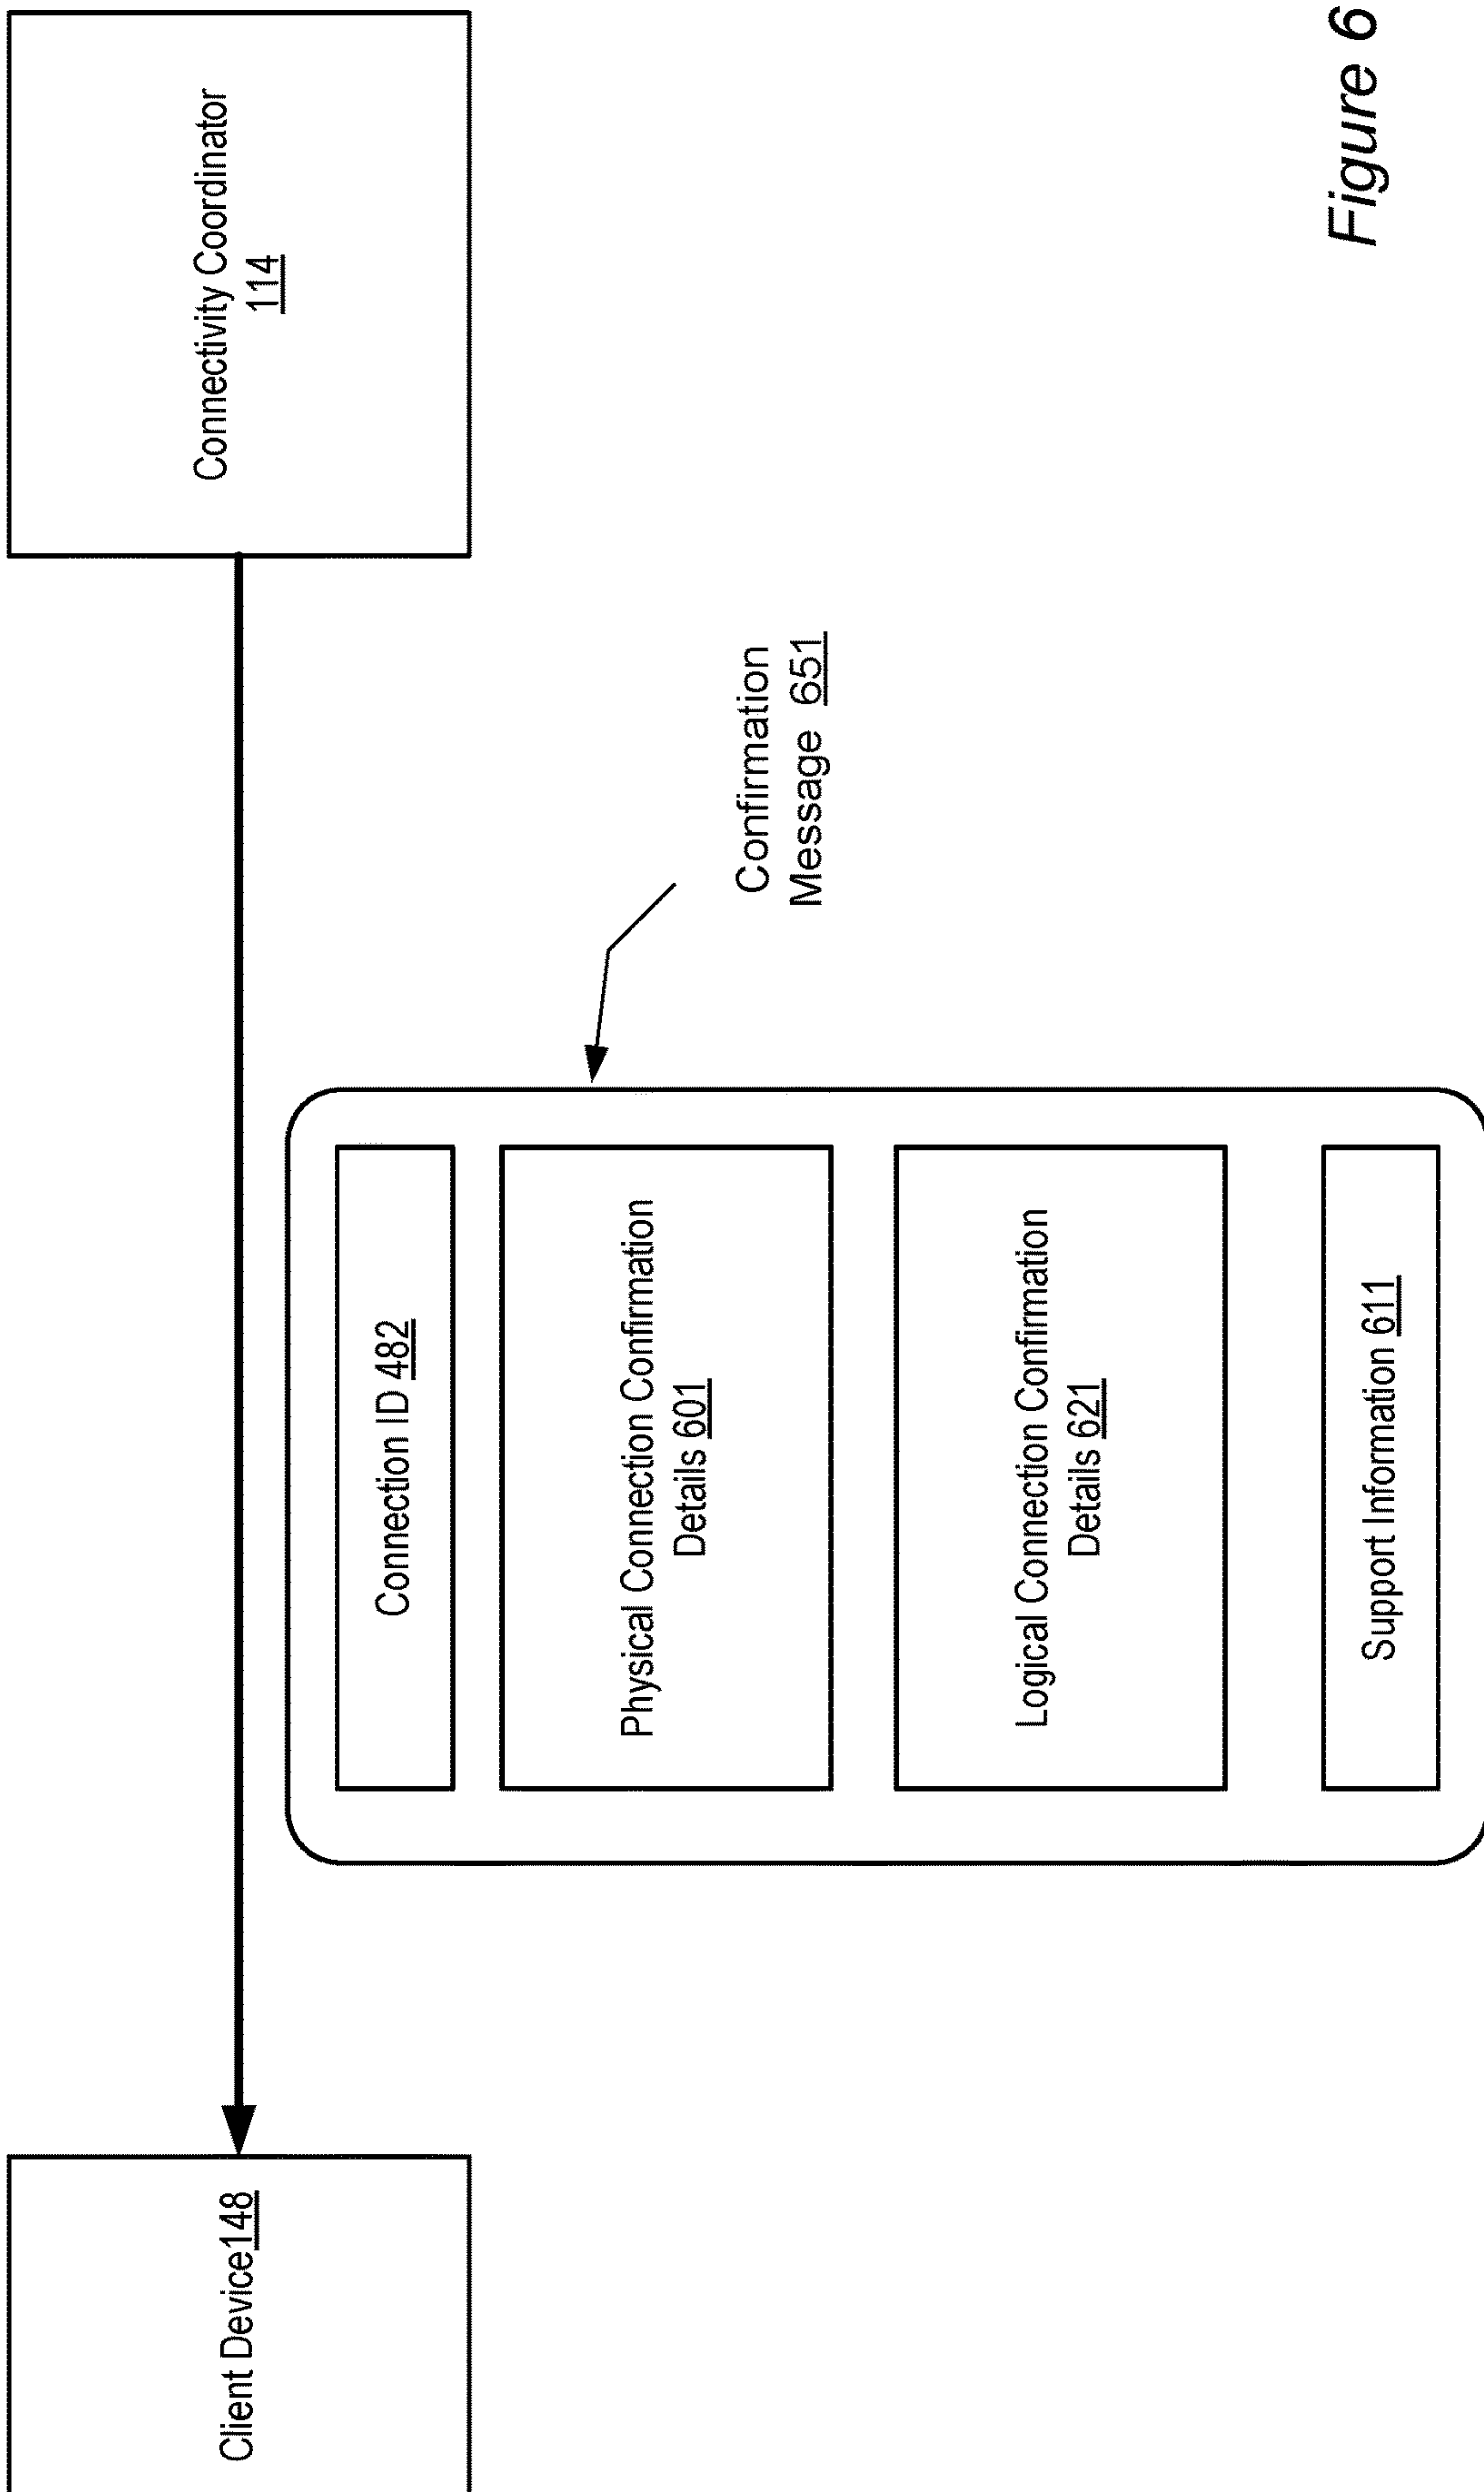 Client Device148
Connectivity Coordinator
114
Connection ID 482
Physical Connection Confirmation
Details 601
Logical Connection Confirmation
Details 621
Support Information 611
Confirmation
Message 651
Figure 6